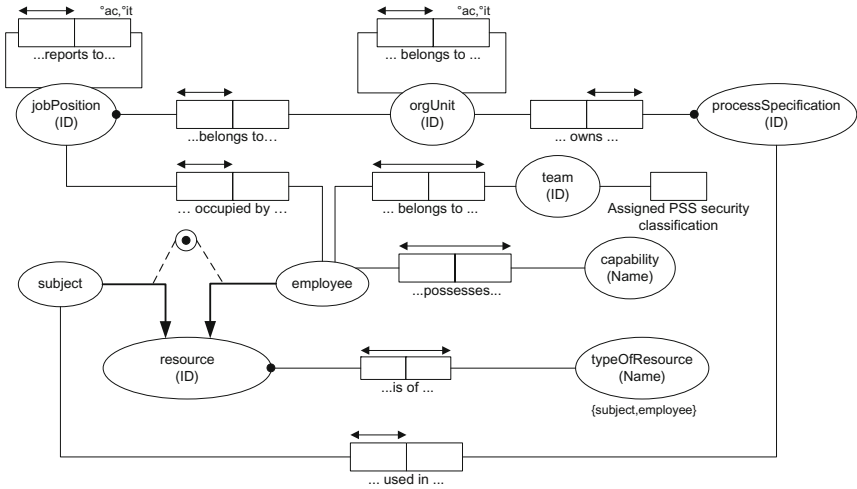 °ac,°it
...reports to...
°ac,°it
... belongs to ...
jobPosition
(ID)
...belongs to…
orgUnit
(ID)
... owns ...
processSpecification
(ID)
… occupied by …
... belongs to ...
team
(ID)
Assigned PSS security
classification
subject
employee
...possesses...
capability
(Name)
resource
(ID)
...is of ...
typeOfResource
(Name)
{subject,employee}
... used in ...